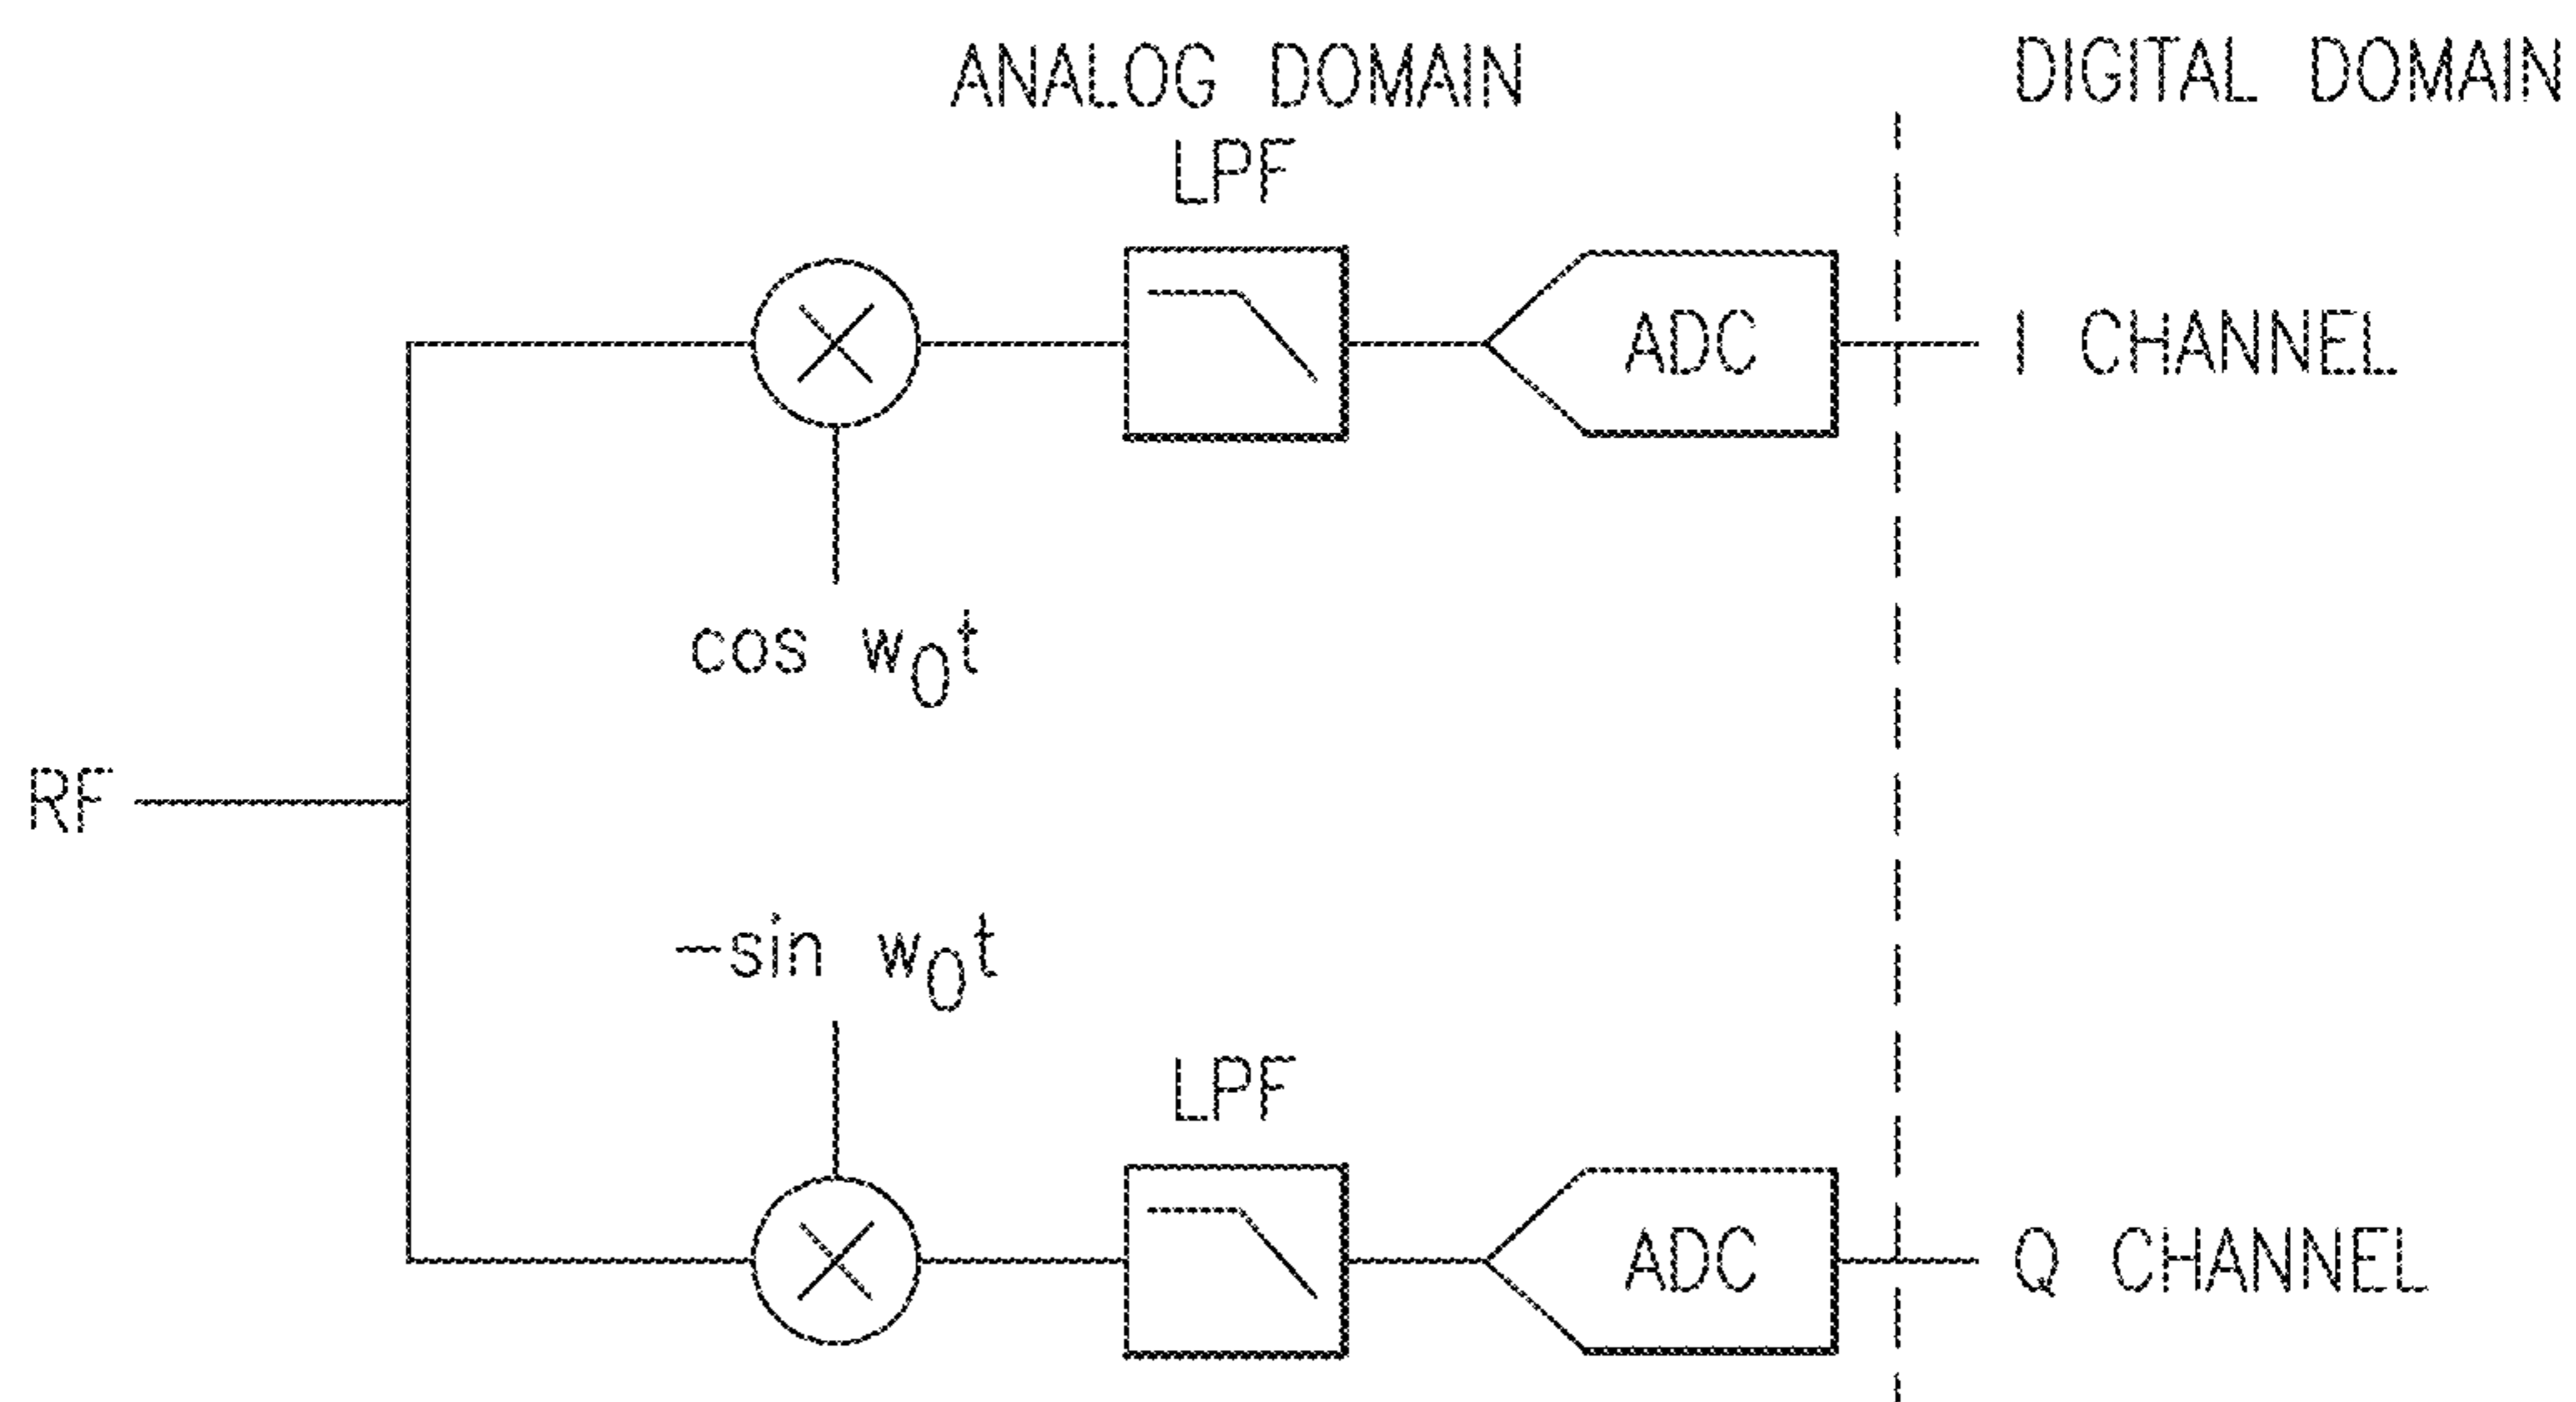 ANALOG DOMAIN
DIGITAL DOMAIN
LPF
ADC
I CHANNEL
cos w0t
RF
-sin w0t
LPF
ADC
Q CHANNEL